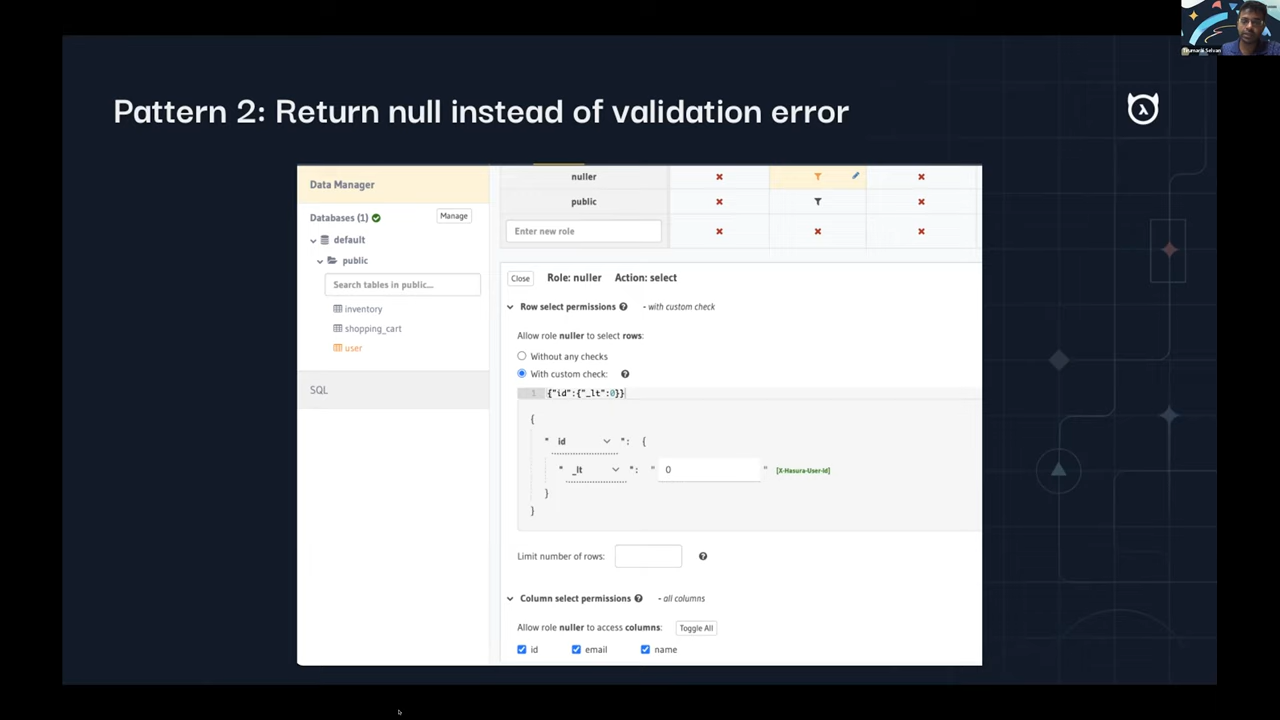 Tirumarai Selvan
Pattern 2: Return null instead of validation error
Data Manager
Databases (1)
Manage
default
public
Search tables in public...
inventory
shopping_cart
user
SQL
nuller
public
Enter new role
Close
Role: nuller Action: select
Row select permissions - with custom check
Allow role nuller to select rows:
Without any checks
With custom check:
1 {"id":{"_lt":0}}
{
" id ": {
" _lt ": " 0 " [X-Hasura-User-Id]
}
}
Limit number of rows:
Column select permissions - all columns
Allow role nuller to access columns: Toggle All
id email name